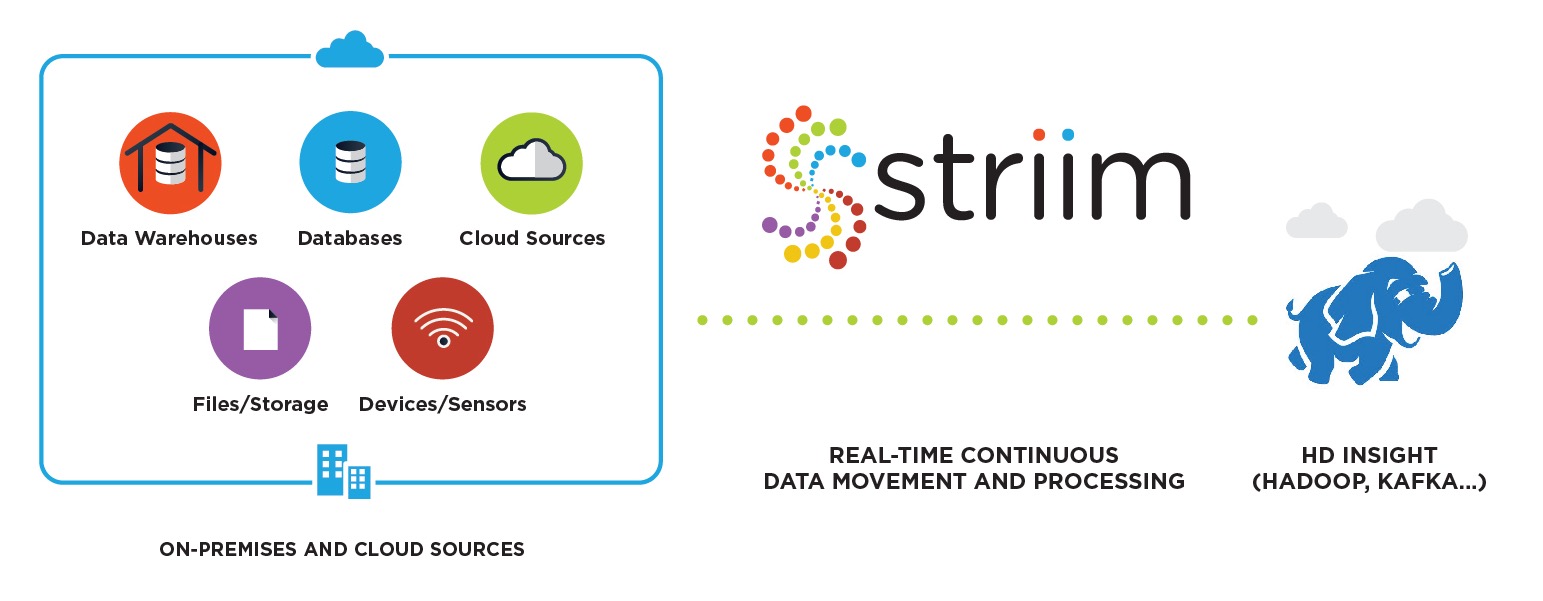 Data Warehouses
Databases
Cloud Sources
Files/Storage
Devices/Sensors
ON-PREMISES AND CLOUD SOURCES
striim
REAL-TIME CONTINUOUS
DATA MOVEMENT AND PROCESSING
HD INSIGHT
(HADOOP, KAFKA...)